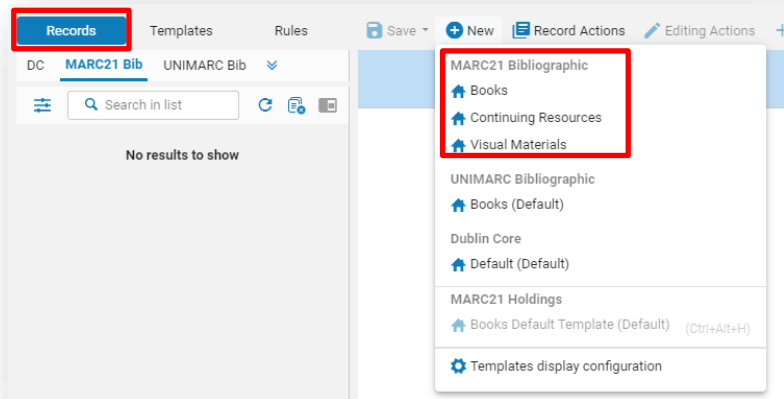 Records Templates Rules Save New Record Actions Editing Actions
DC MARC21 Bib UNIMARC Bib
Search in list
No results to show
MARC21 Bibliographic
Books
Continuing Resources
Visual Materials
UNIMARC Bibliographic
Books (Default)
Dublin Core
Default (Default)
MARC21 Holdings
Books Default Template (Default) (Ctrl+Alt+H)
Templates display configuration